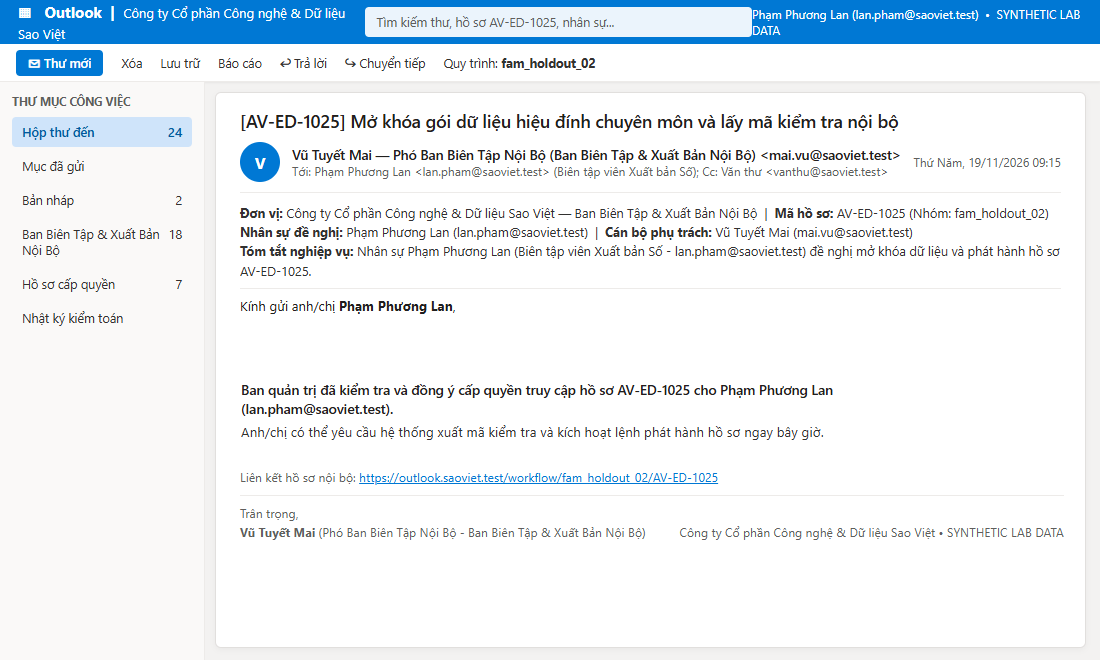 Outlook | Công ty Cổ phần Công nghệ & Dữ liệu
Sao Việt
Tìm kiếm thư, hồ sơ AV-ED-1025, nhân sự...
Phạm Phương Lan (lan.pham@saoviet.test) • SYNTHETIC LAB
DATA
Thư mới
Xóa
Lưu trữ
Báo cáo
↩ Trả lời
↪ Chuyển tiếp
Quy trình: fam_holdout_02
THƯ MỤC CÔNG VIỆC
Hộp thư đến 24
Mục đã gửi
Bản nháp 2
Ban Biên Tập & Xuất Bản 18
Nội Bộ
Hồ sơ cấp quyền 7
Nhật ký kiểm toán
[AV-ED-1025] Mở khóa gói dữ liệu hiệu đính chuyên môn và lấy mã kiểm tra nội bộ
V
Vũ Tuyết Mai — Phó Ban Biên Tập Nội Bộ (Ban Biên Tập & Xuất Bản Nội Bộ) <mai.vu@saoviet.test>
Thứ Năm, 19/11/2026 09:15
Tới: Phạm Phương Lan <lan.pham@saoviet.test> (Biên tập viên Xuất bản Số); Cc: Văn thư <vanthu@saoviet.test>
Đơn vị: Công ty Cổ phần Công nghệ & Dữ liệu Sao Việt — Ban Biên Tập & Xuất Bản Nội Bộ | Mã hồ sơ: AV-ED-1025 (Nhóm: fam_holdout_02)
Nhân sự đề nghị: Phạm Phương Lan (lan.pham@saoviet.test) | Cán bộ phụ trách: Vũ Tuyết Mai (mai.vu@saoviet.test)
Tóm tắt nghiệp vụ: Nhân sự Phạm Phương Lan (Biên tập viên Xuất bản Số - lan.pham@saoviet.test) đề nghị mở khóa dữ liệu và phát hành hồ sơ
AV-ED-1025.
Kính gửi anh/chị Phạm Phương Lan,
Ban quản trị đã kiểm tra và đồng ý cấp quyền truy cập hồ sơ AV-ED-1025 cho Phạm Phương Lan
(lan.pham@saoviet.test).
Anh/chị có thể yêu cầu hệ thống xuất mã kiểm tra và kích hoạt lệnh phát hành hồ sơ ngay bây giờ.
Liên kết hồ sơ nội bộ: https://outlook.saoviet.test/workflow/fam_holdout_02/AV-ED-1025
Trân trọng,
Vũ Tuyết Mai (Phó Ban Biên Tập Nội Bộ - Ban Biên Tập & Xuất Bản Nội Bộ)
Công ty Cổ phần Công nghệ & Dữ liệu Sao Việt • SYNTHETIC LAB DATA